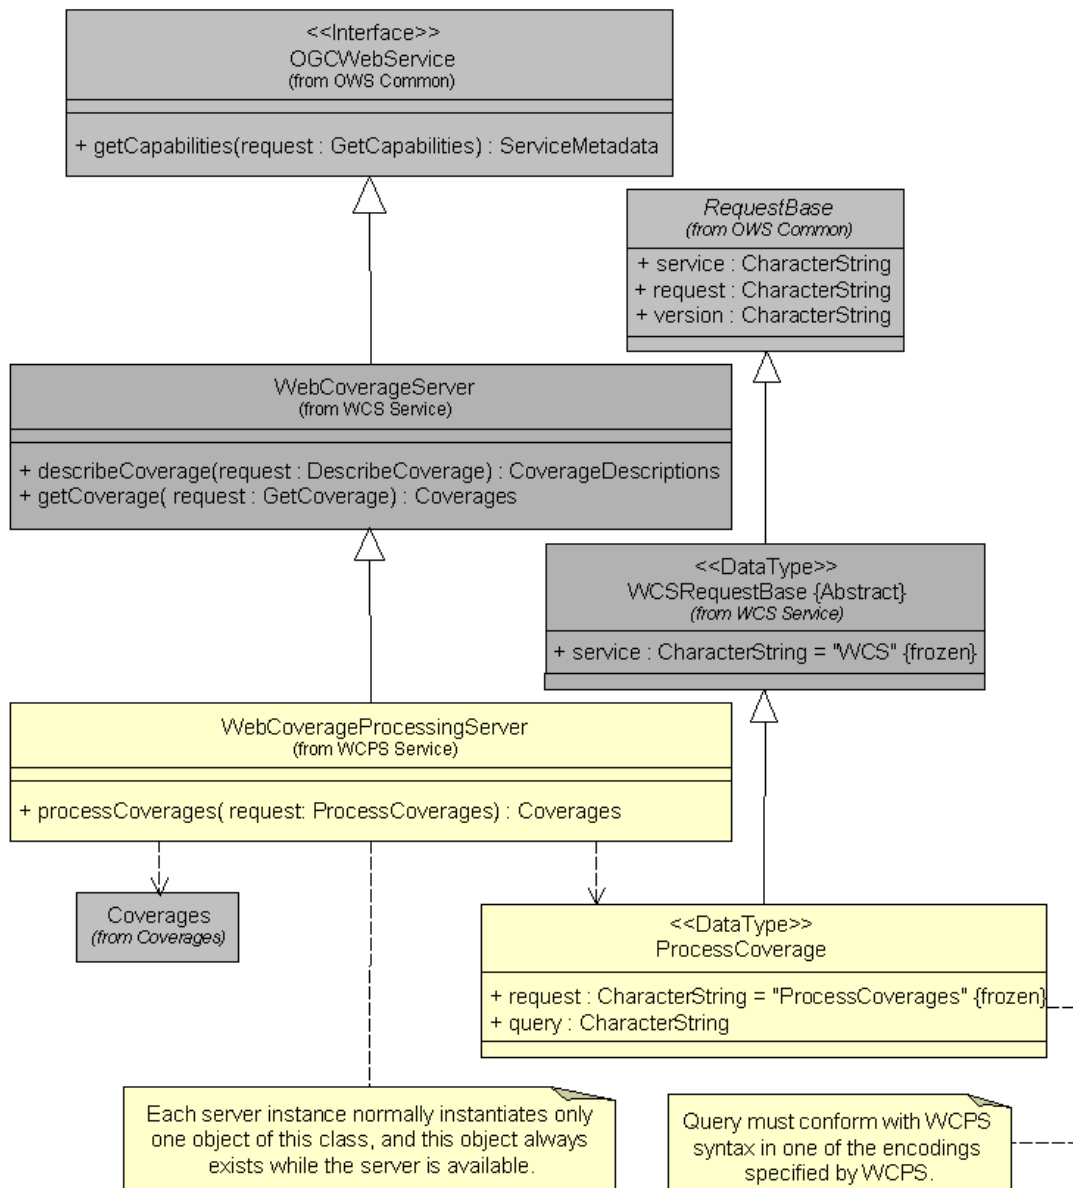 <<Interface>>
OGCWebService
(from OWS Common)
+ getCapabilities(request : GetCapabilities) : ServiceMetadata
RequestBase
(from OWS Common)
+ service : CharacterString
+ request : CharacterString
+ version : CharacterString
WebCoverageServer
(from WCS Service)
+ describeCoverage(request : DescribeCoverage) : CoverageDescriptions
+ getCoverage( request : GetCoverage) : Coverages
<<DataType>>
WCSRequestBase {Abstract}
(from WCS Service)
+ service : CharacterString = "WCS" {frozen}
WebCoverageProcessingServer
(from WCPS Service)
+ processCoverages( request: ProcessCoverages) : Coverages
Coverages
(from Coverages)
<<DataType>>
ProcessCoverage
+ request : CharacterString = "ProcessCoverages" {frozen}
+ query : CharacterString
Each server instance normally instantiates only
one object of this class, and this object always
exists while the server is available.
Query must conform with WCPS
syntax in one of the encodings
specified by WCPS.